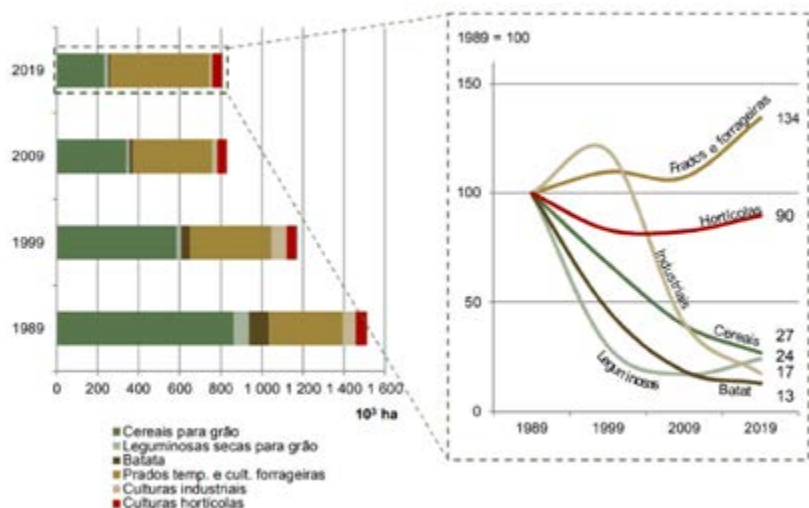 2019
2009
1999
1989
0 200 400 600 800 1 000 1 200 1 400 1 600
10³ ha
Cereais para grão
Leguminosas secas para grão
Batata
Prados temp. e cult. forrageiras
Culturas industriais
Culturas hortícolas
1989 = 100
150
100
50
0
Prados e forrageiras
134
Hortícolas
90
Industriais
Cereais
27
24
Leguminosas
17
Batat
13
1989 1999 2009 2019